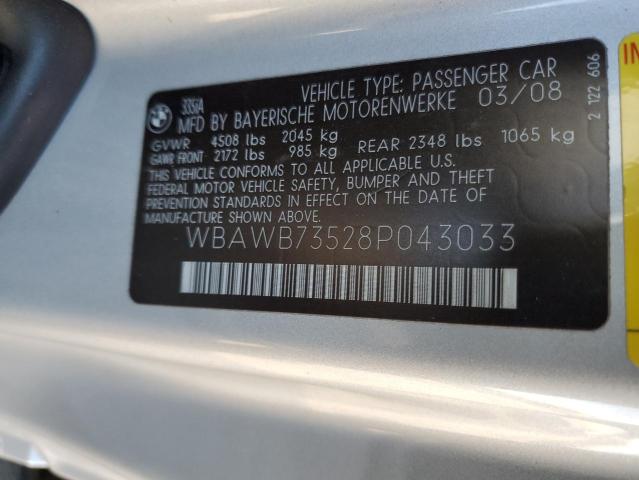 BMW
335iA
VEHICLE TYPE: PASSENGER CAR
MFD BY BAYERISCHE MOTORENWERKE 03/08
GVWR 4508 lbs 2045 kg
GAWR FRONT: 2172 lbs 985 kg REAR 2348 lbs 1065 kg
THIS VEHICLE CONFORMS TO ALL APPLICABLE U.S.
FEDERAL MOTOR VEHICLE SAFETY, BUMPER AND THEFT
PREVENTION STANDARDS IN EFFECT ON THE DATE OF
MANUFACTURE SHOWN ABOVE.
WBAWB73528P043033
2 122 606